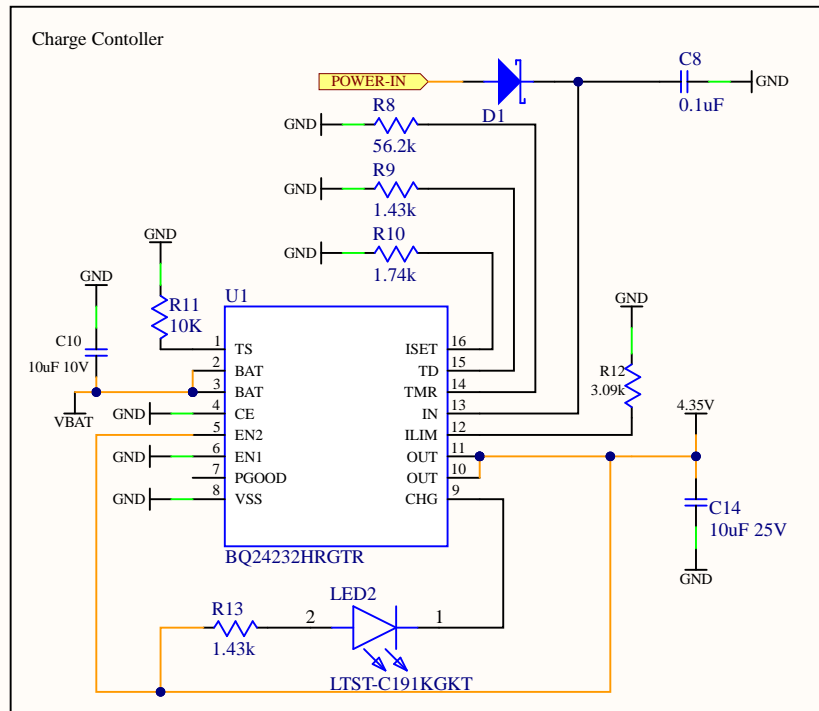 Charge Contoller
POWER-IN
D1
C8
0.1uF
GND
GND
R8
56.2k
GND
R9
1.43k
GND
R10
1.74k
GND
R11
10K
GND
C10
10uF 10V
VBAT
U1
1 TS
2 BAT
3 BAT
GND 4 CE
5 EN2
GND 6 EN1
7 PGOOD
GND 8 VSS
ISET 16
TD 15
TMR 14
IN 13
ILIM 12
OUT 11
OUT 10
CHG 9
BQ24232HRGTR
GND
R12
3.09k
4.35V
C14
10uF 25V
GND
R13
1.43k
LED2
2
1
LTST-C191KGKT